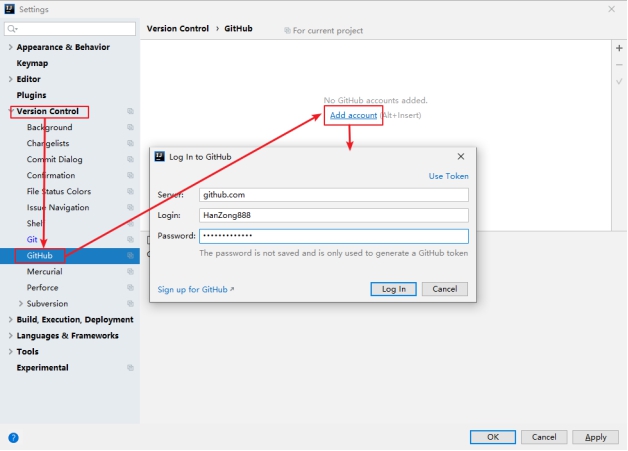 Settings
Version Control › GitHub
For current project
Appearance & Behavior
Keymap
Editor
Plugins
Version Control
Background
Changelists
Commit Dialog
Confirmation
File Status Colors
Issue Navigation
Shelf
Git
GitHub
Mercurial
Perforce
Subversion
Build, Execution, Deployment
Languages & Frameworks
Tools
Experimental
No GitHub accounts added.
Add account (Alt+Insert)
Log In to GitHub
Use Token
Server: github.com
Login: HanZong888
Password: •••••••••••••
The password is not saved and is only used to generate a GitHub token
Sign up for GitHub ↗
Log In
Cancel
?
OK
Cancel
Apply